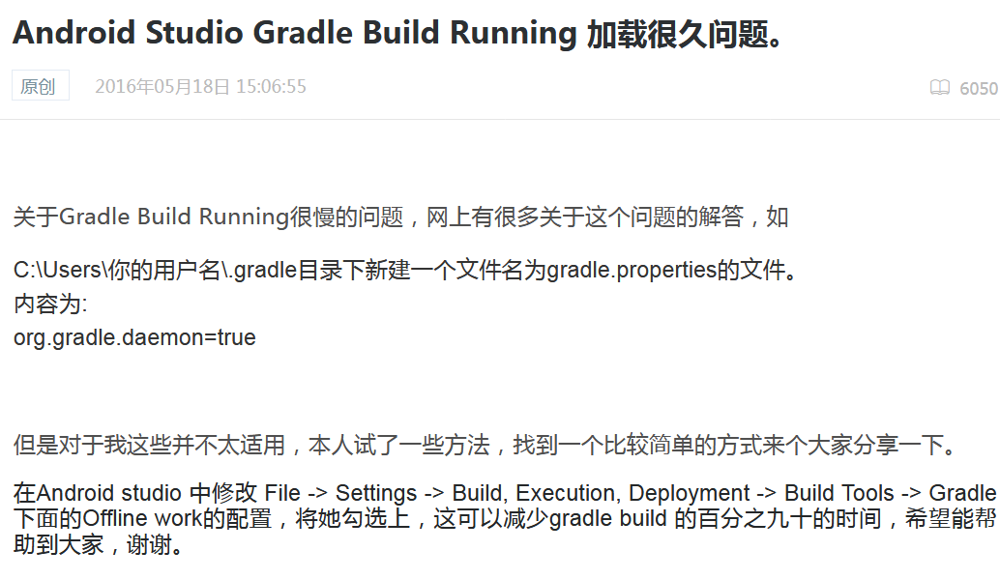 Android Studio Gradle Build Running 加载很久问题。
原创 2016年05月18日 15:06:55 6050
关于Gradle Build Running很慢的问题，网上有很多关于这个问题的解答，如
C:\Users\你的用户名\.gradle目录下新建一个文件名为gradle.properties的文件。
内容为:
org.gradle.daemon=true
但是对于我这些并不太适用，本人试了一些方法，找到一个比较简单的方式来个大家分享一下。
在Android studio 中修改 File -> Settings -> Build, Execution, Deployment -> Build Tools -> Gradle
下面的Offline work的配置，将她勾选上，这可以减少gradle build 的百分之九十的时间，希望能帮
助到大家，谢谢。